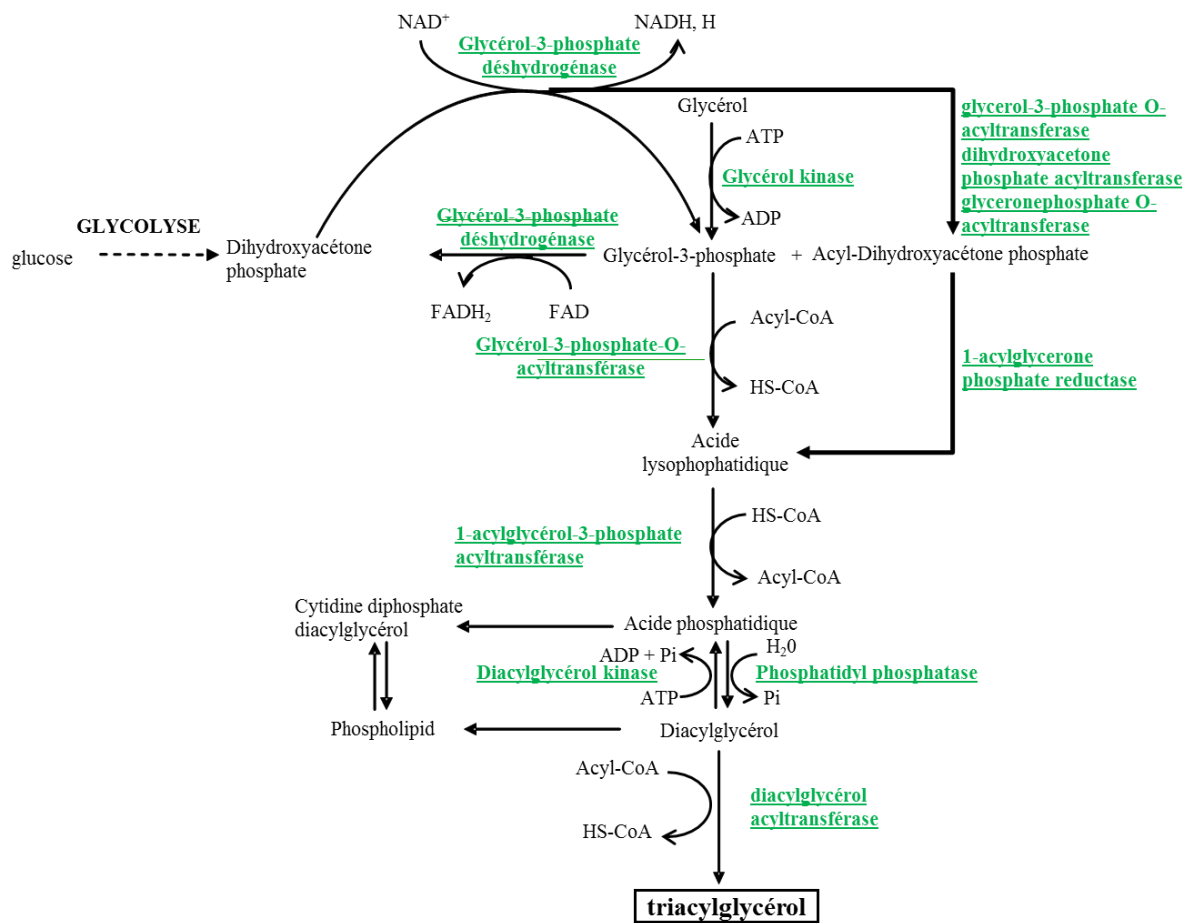 NAD⁺
NADH, H
Glycérol-3-phosphate
déshydrogénase
Glycérol
ATP
Glycérol kinase
ADP
glycerol-3-phosphate O-
acyltransferase
dihydroxyacetone
phosphate acyltransferase
glyceronephosphate O-
acyltransferase
GLYCOLYSE
glucose
Dihydroxyacétone
phosphate
Glycérol-3-phosphate
déshydrogénase
Glycérol-3-phosphate + Acyl-Dihydroxyacétone phosphate
FADH₂
FAD
Glycérol-3-phosphate-O-
acyltransférase
Acyl-CoA
HS-CoA
1-acylglycerone
phosphate reductase
Acide
lysophophatidique
1-acylglycérol-3-phosphate
acyltransférase
HS-CoA
Acyl-CoA
Cytidine diphosphate
diacylglycérol
Acide phosphatidique
ADP + Pi
H₂0
Diacylglycérol kinase
Phosphatidyl phosphatase
ATP
Pi
Phospholipid
Diacylglycérol
Acyl-CoA
HS-CoA
diacylglycérol
acyltransférase
triacylglycérol